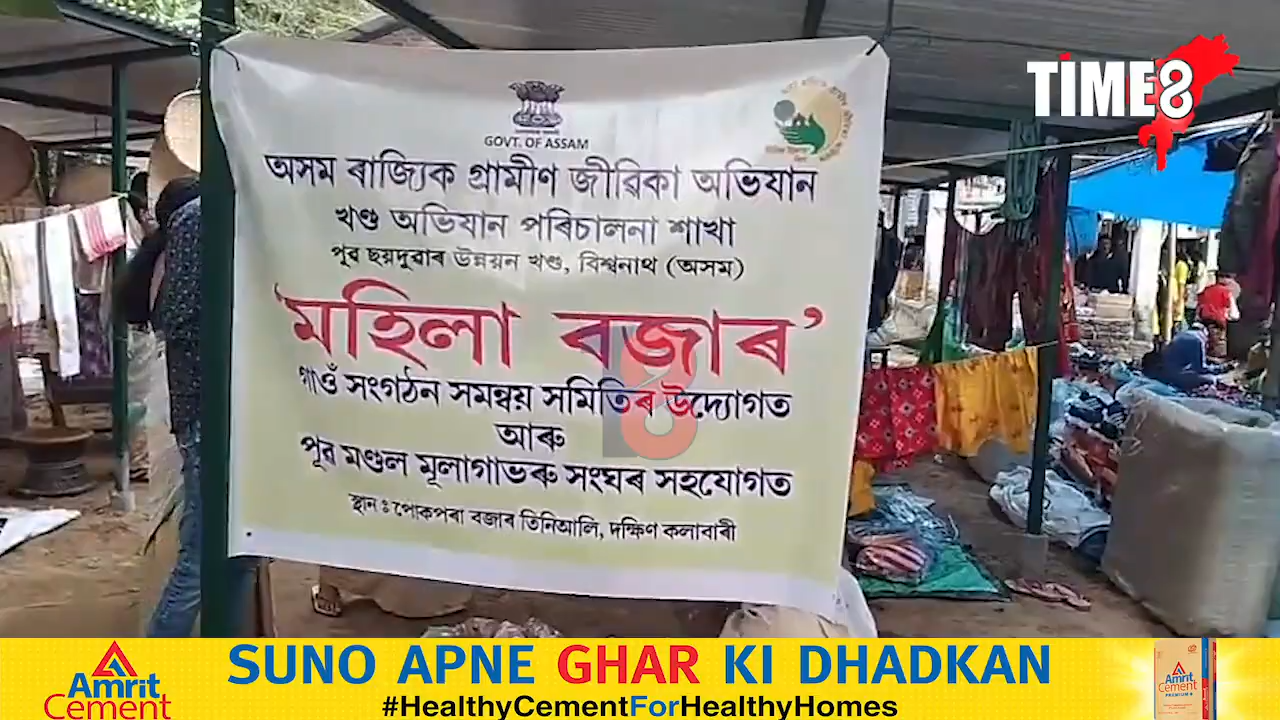 TIME8
GOVT. OF ASSAM
অসম ৰাজ্যিক গ্ৰামীণ জীৱিকা অভিযান
খণ্ড অভিযান পৰিচালনা শাখা
পূব ছয়দুৱাৰ উন্নয়ন খণ্ড, বিশ্বনাথ (অসম)
'মহিলা বজাৰ'
গাওঁ সংগঠন সমন্বয় সমিতিৰ উদ্যোগত
আৰু
পূব মণ্ডল মূলাগাভৰু সংঘৰ সহযোগত
স্থান ঃ পোকপৰা বজাৰ তিনিআলি, দক্ষিণ কলাবাৰী
Amrit
Cement
SUNO APNE GHAR KI DHADKAN
#HealthyCementForHealthyHomes
Amrit
Cement